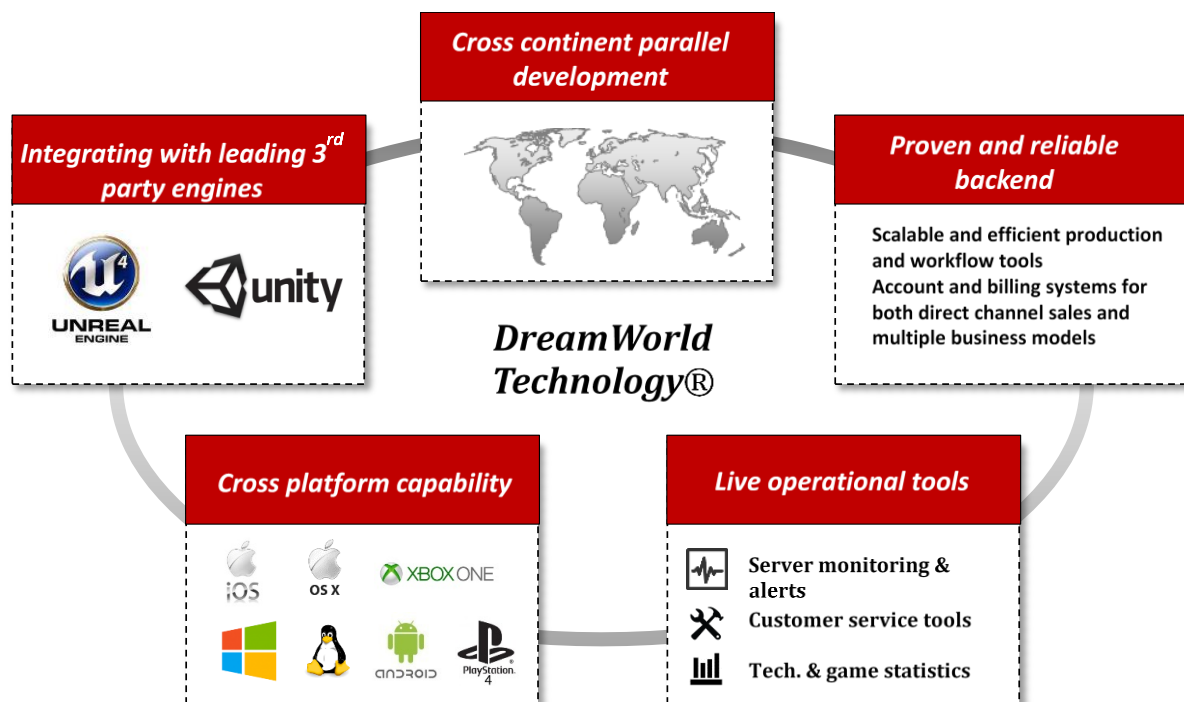 Cross continent parallel
development
Integrating with leading 3rd
party engines
U4
UNREAL
ENGINE
unity
Proven and reliable
backend
Scalable and efficient production
and workflow tools
Account and billing systems for
both direct channel sales and
multiple business models
DreamWorld
Technology®
Cross platform capability
iOS
OS X
XBOX ONE
ANDROID
PlayStation®
4
Live operational tools
Server monitoring &
alerts
Customer service tools
Tech. & game statistics